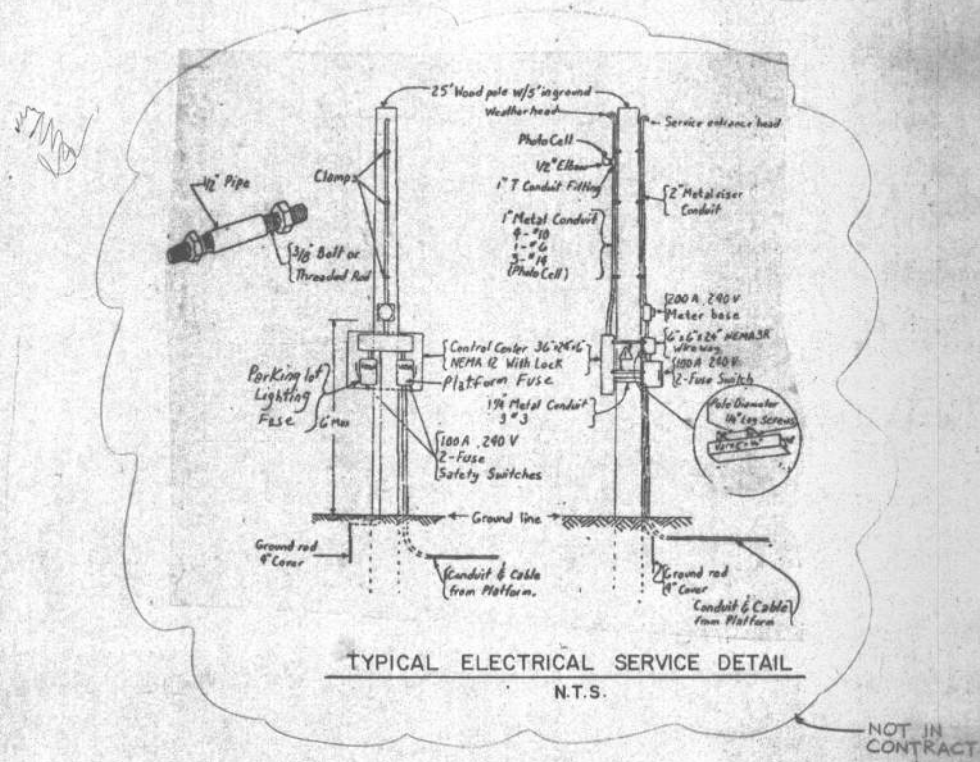 25' Wood pole w/5' in ground
Weather head
Service entrance head
Photo Cell
1/2" Elbow
1" T Conduit Fitting
Clamps
1/2" Pipe
2" Metal riser
Conduit
1" Metal Conduit
4 - #10
1 - #6
3 - #14
(Photo Cell)
3/8" Bolt or
Threaded Rod
200 A, 240 V
Meter base
6"x6"x24" NEMA 3R
wireway
Control Center 36"x24"x6"
NEMA 12 With Lock
100 A 240 V.
2-Fuse Switch
Parking lot
Lighting
Fuse
Platform Fuse
6' Max
1 1/4" Metal Conduit
3 #3
Pole Diameter
1/4" Lag Screws
100 A, 240 V
2-Fuse
Safety Switches
Ground line
Ground rod
4" Cover
Conduit & Cable
from Platform.
Ground rod
4" Cover
Conduit & Cable
from Platform
TYPICAL ELECTRICAL SERVICE DETAIL
N.T.S.
NOT IN
CONTRACT